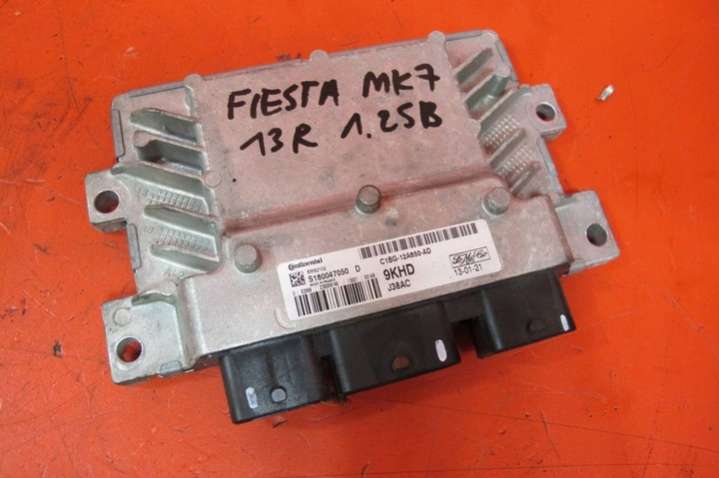 FIESTA MK7
13R 1.25B
Continental
S180047050 D
C1BG-12A650-AD
9KHD
J38AC
13-01-21